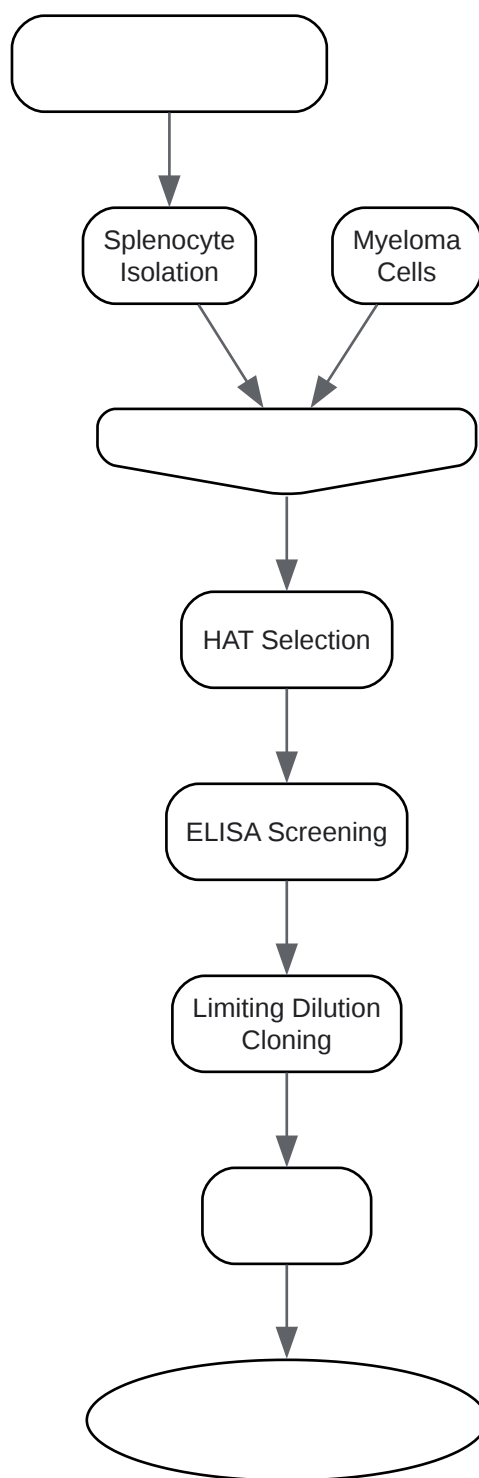 Splenocyte
Isolation
Myeloma
Cells
HAT Selection
ELISA Screening
Limiting Dilution
Cloning